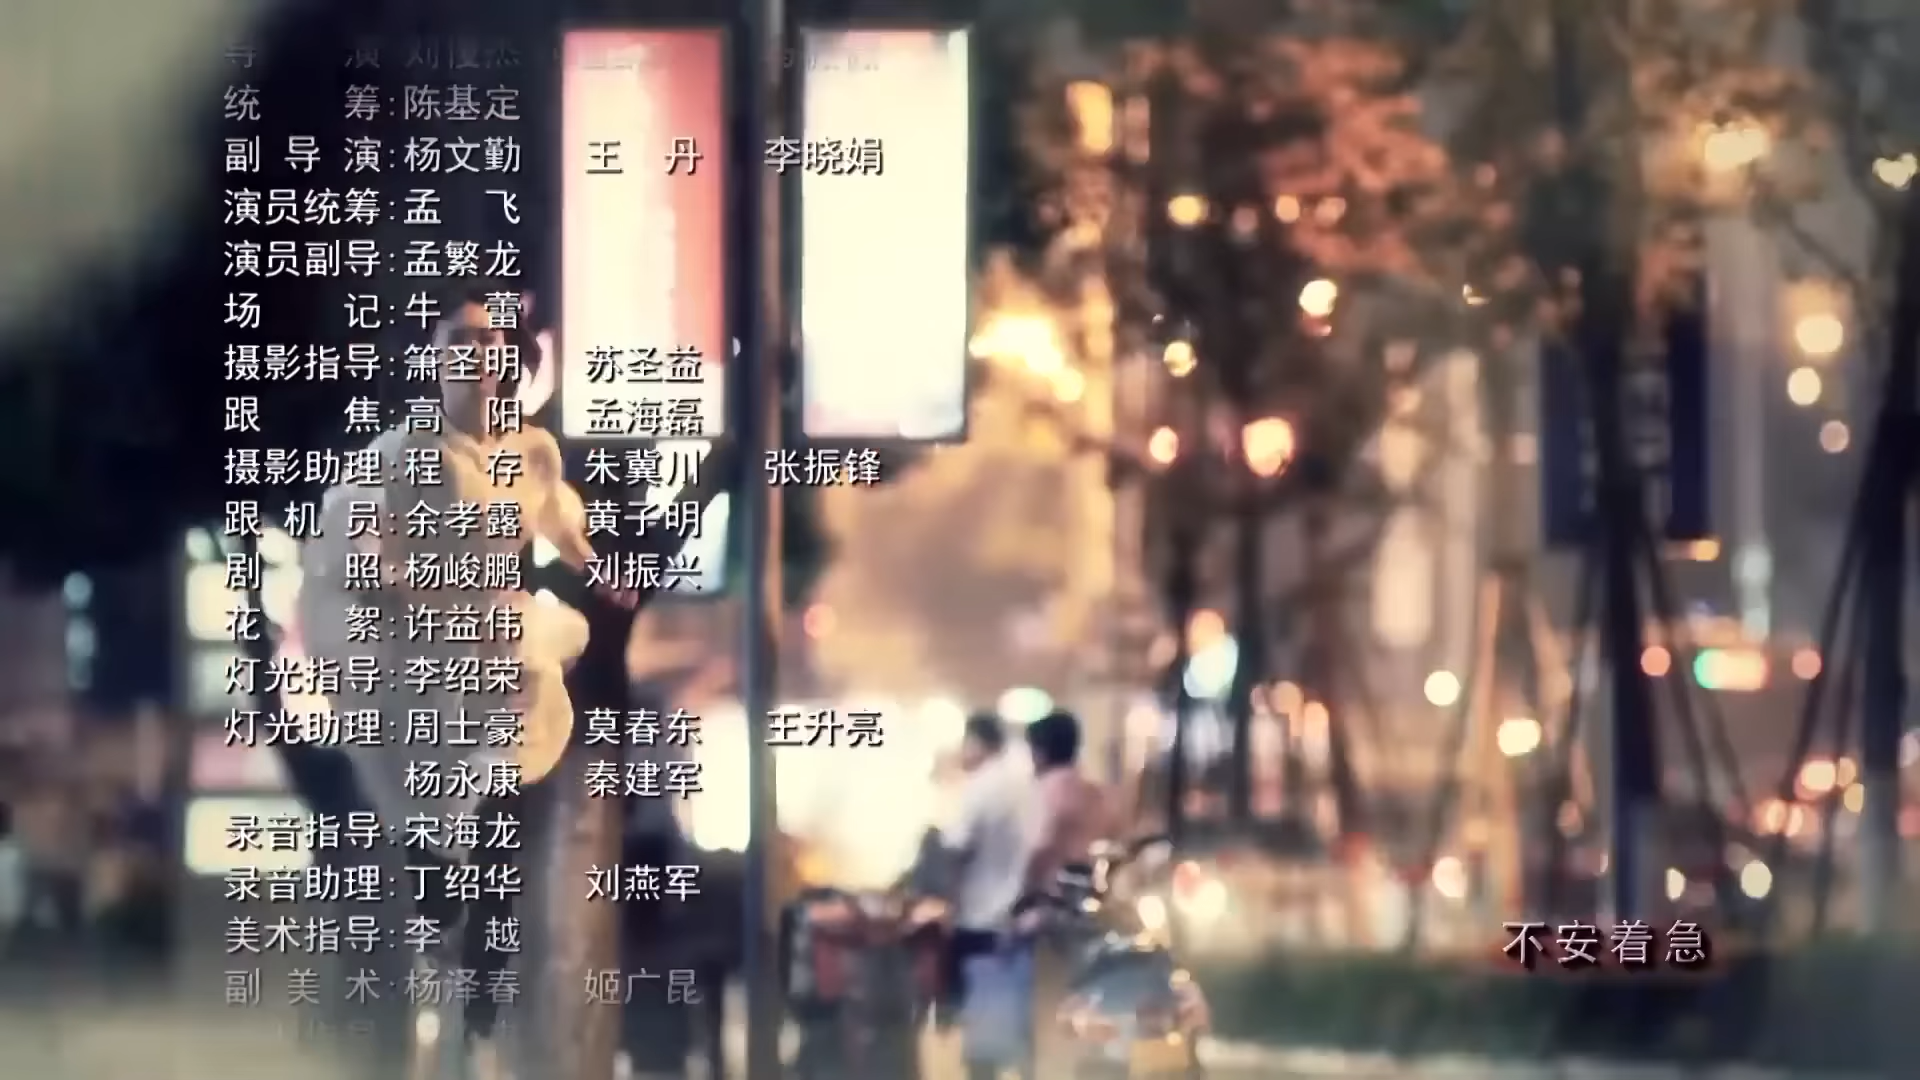 导 演 刘俊杰
统 筹:陈基定
副 导 演:杨文勤 王 丹 李晓娟
演员统筹:孟 飞
演员副导:孟繁龙
场 记:牛 蕾
摄影指导:箫圣明 苏圣益
跟 焦:高 阳 孟海磊
摄影助理:程 存 朱冀川 张振锋
跟 机 员:余孝露 黄子明
剧 照:杨峻鹏 刘振兴
花 絮:许益伟
灯光指导:李绍荣
灯光助理:周士豪 莫春东 王升亮
杨永康 秦建军
录音指导:宋海龙
录音助理:丁绍华 刘燕军
美术指导:李 越
副 美 术:杨泽春 姬广昆
不安着急